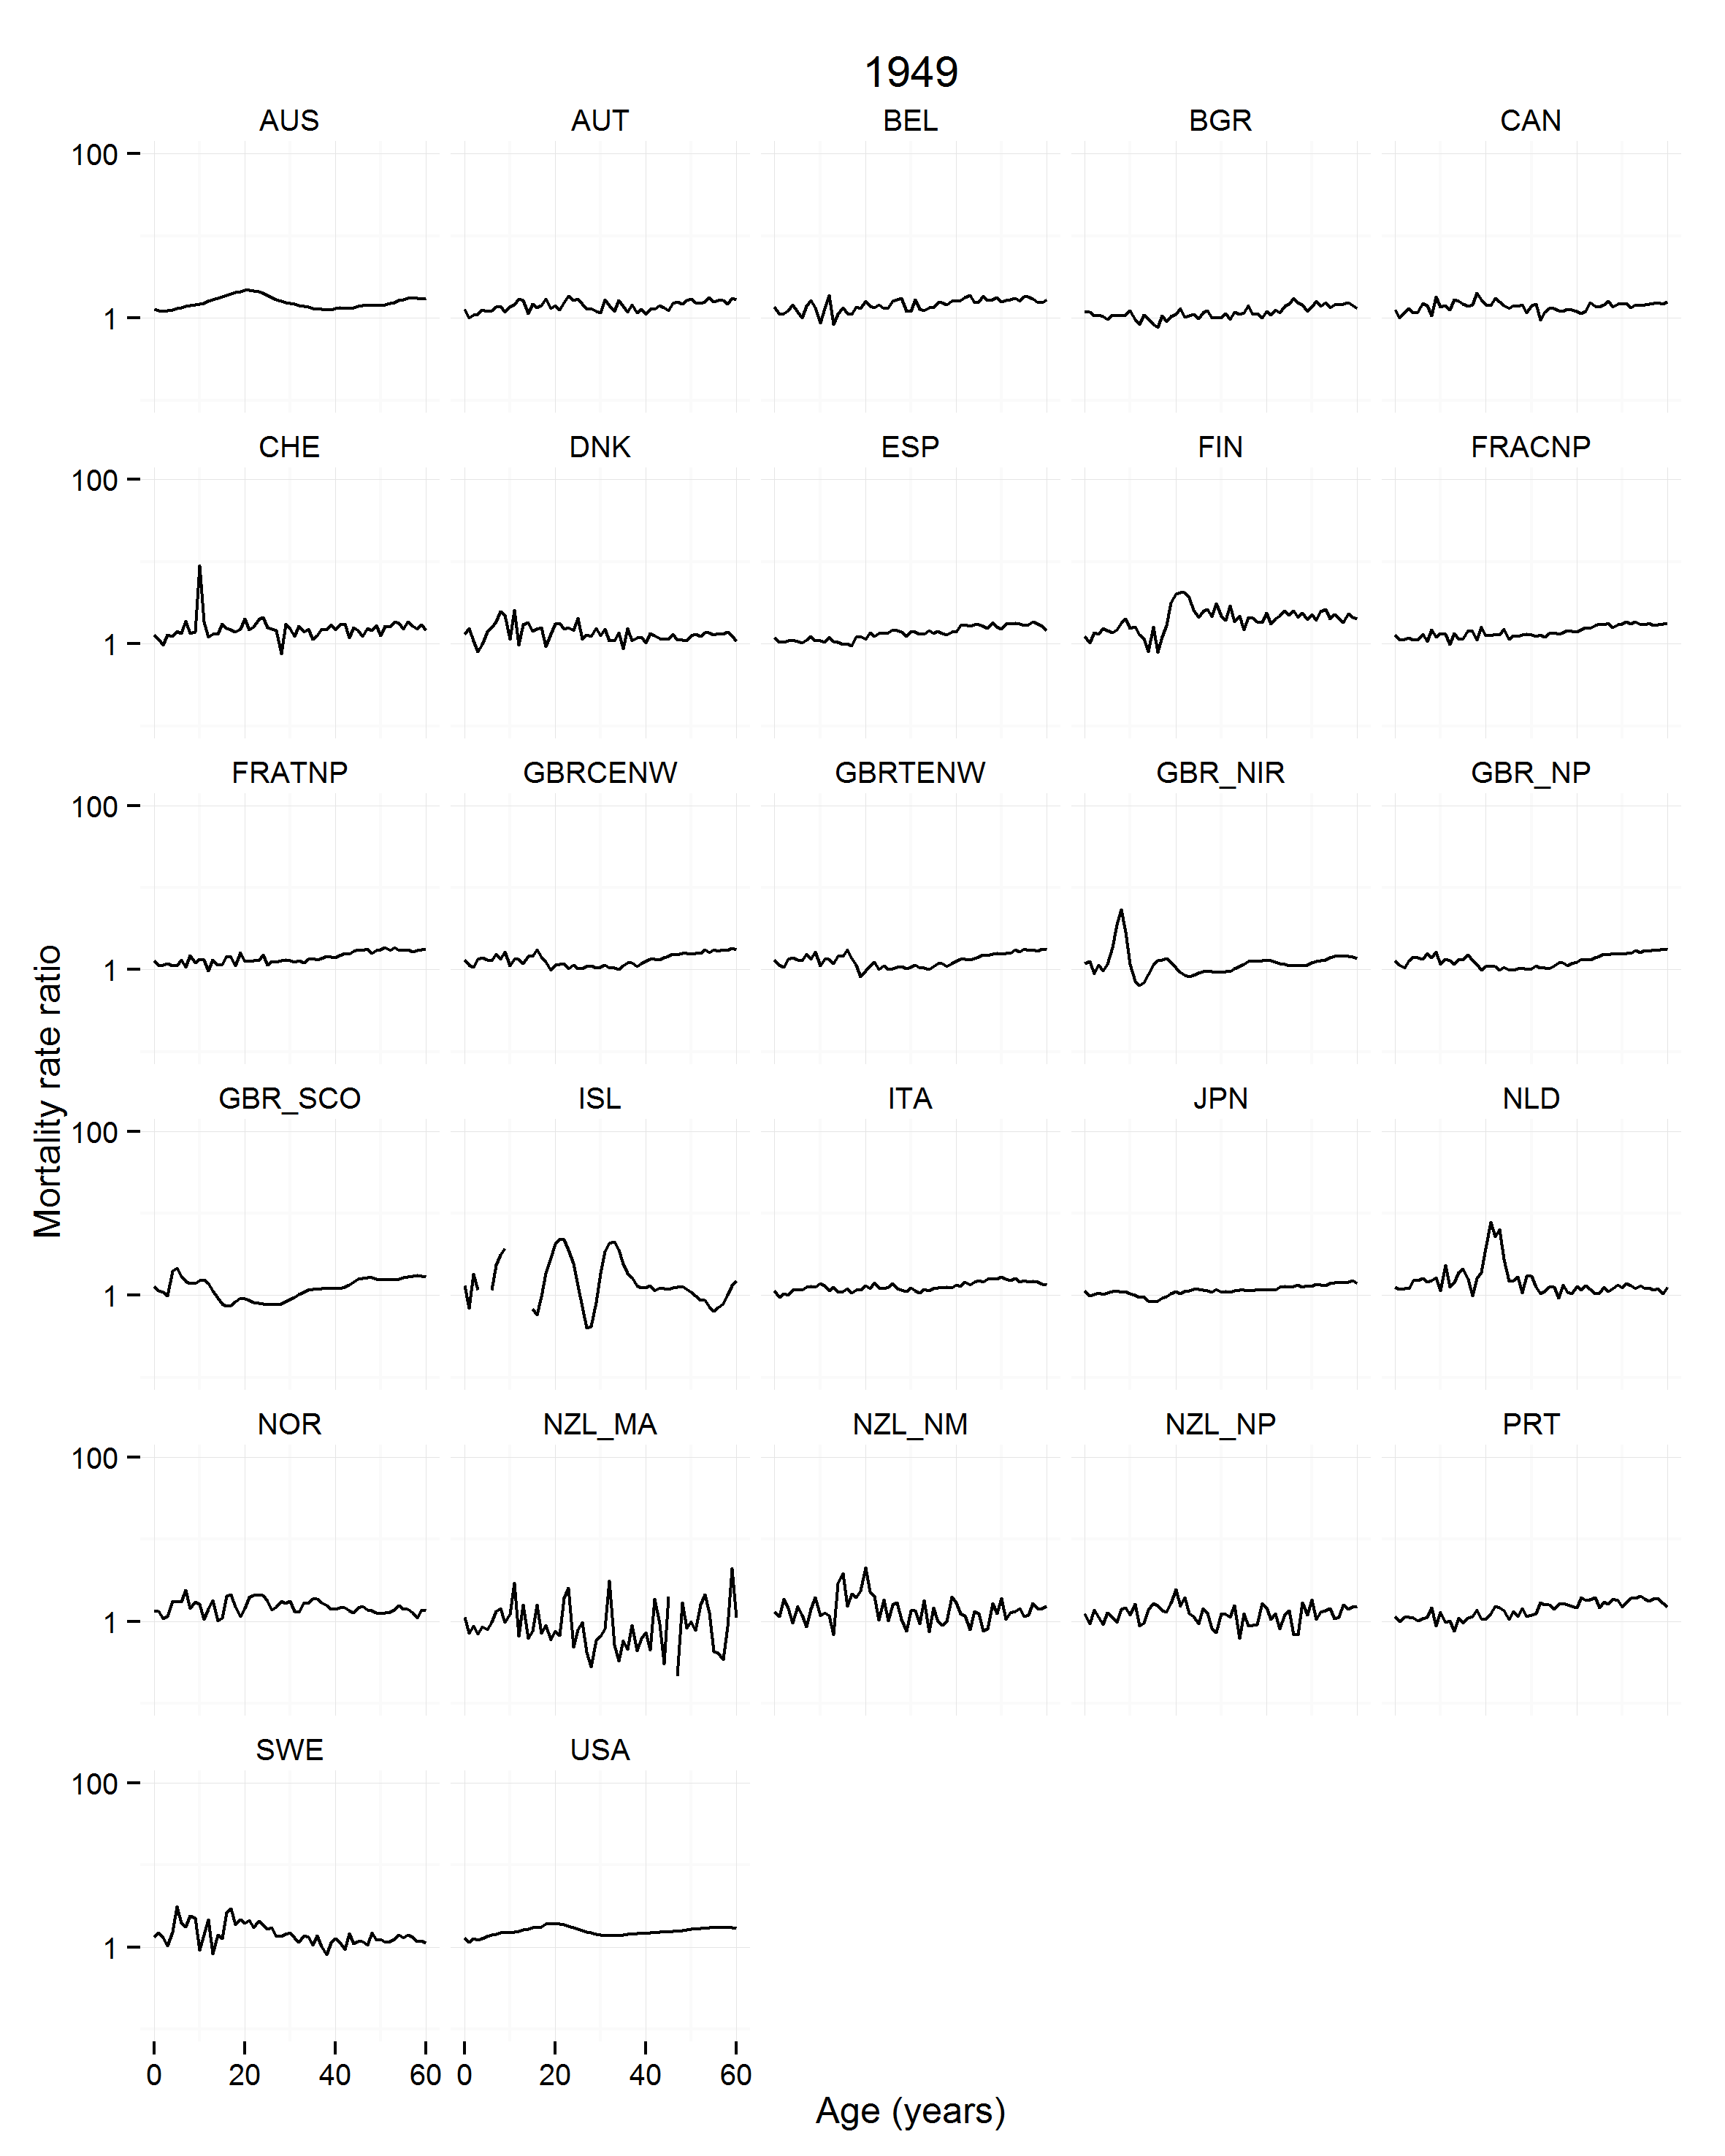 1949
AUS AUT BEL BGR CAN
100
1
CHE DNK ESP FIN FRACNP
100
1
FRATNP GBRCENW GBRTENW GBR_NIR GBR_NP
100
1
Mortality rate ratio
GBR_SCO ISL ITA JPN NLD
100
1
NOR NZL_MA NZL_NM NZL_NP PRT
100
1
SWE USA
100
1
0 20 40 60 0 20 40 60
Age (years)